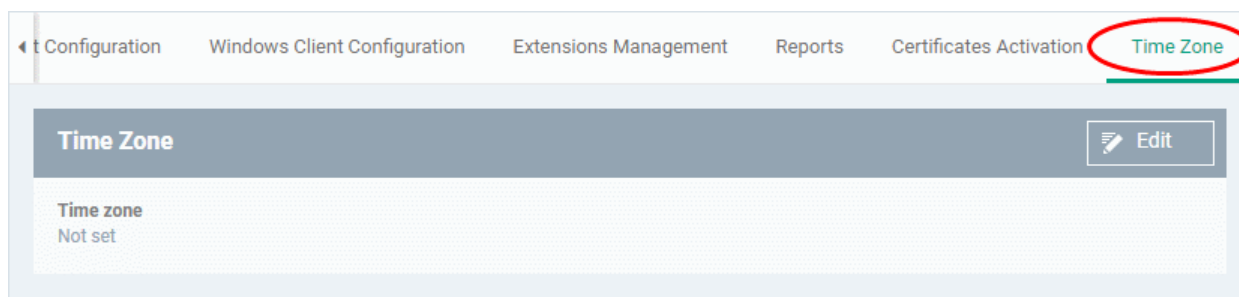 t Configuration Windows Client Configuration Extensions Management Reports Certificates Activation Time Zone
Time Zone Edit
Time zone
Not set